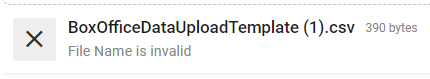 BoxOfficeDataUploadTemplate (1).csv 390 bytes
File Name is invalid